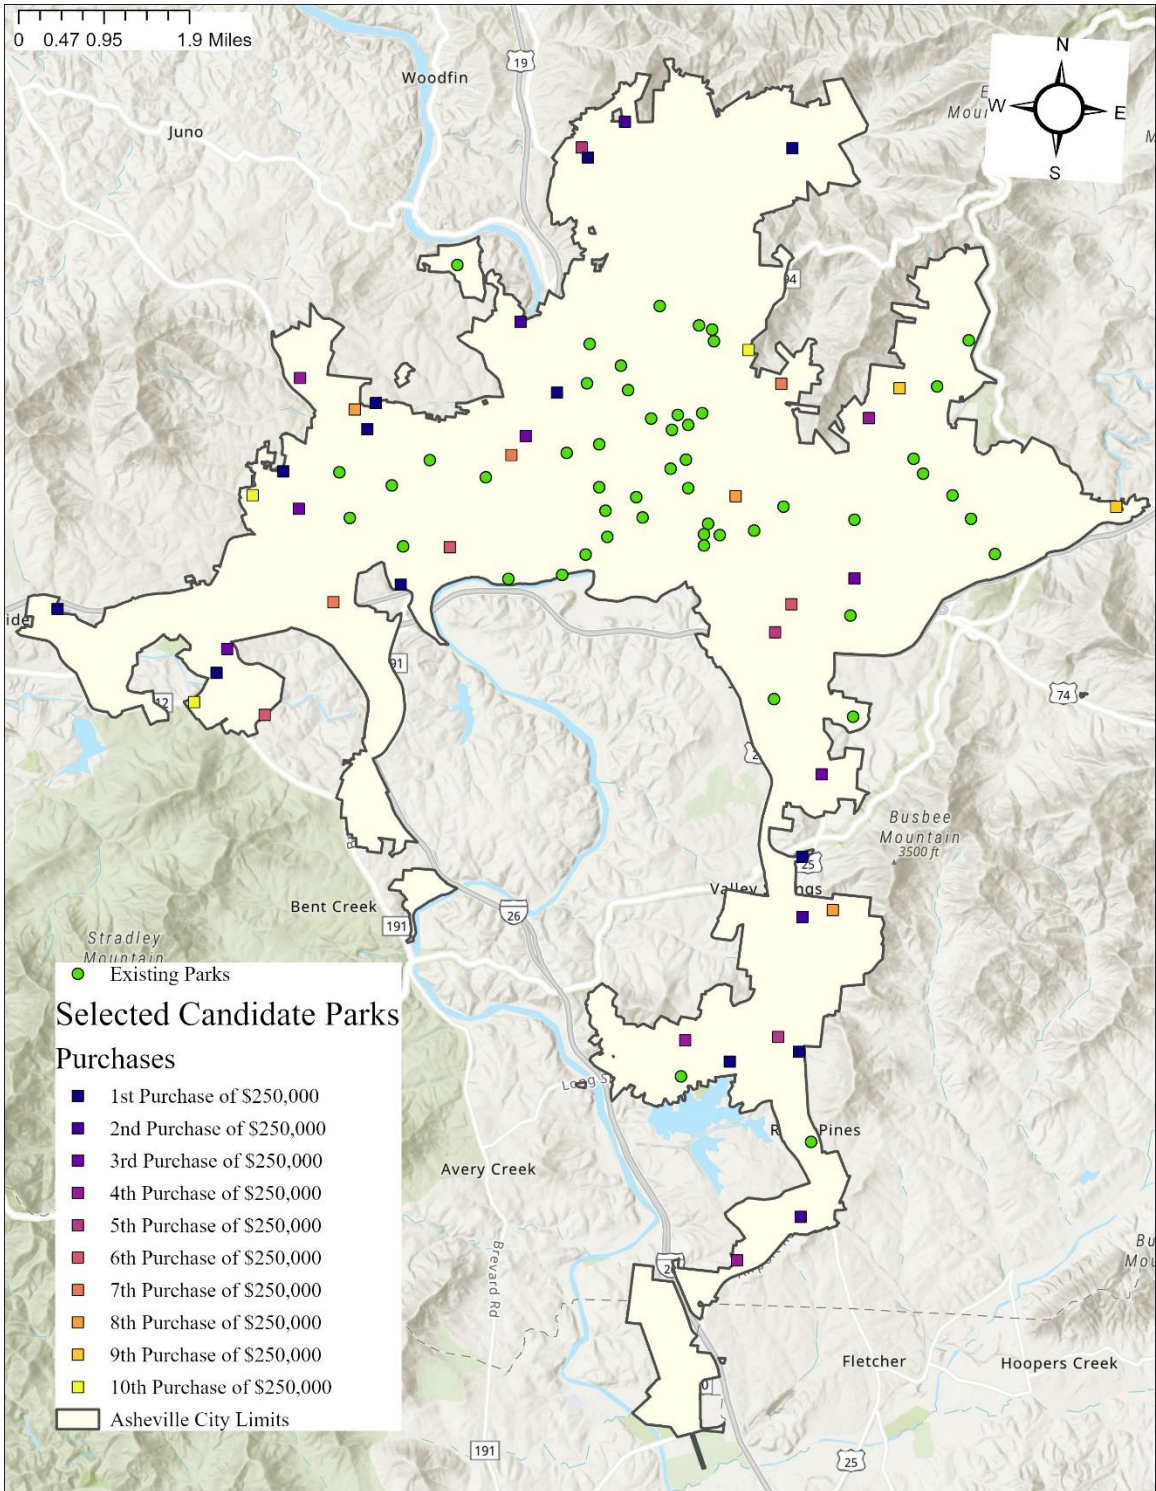 0 0.47 0.95 1.9 Miles
N
W
E
S
19
Woodfin
Juno
191
Bent Creek
26
191
Stradley
Mountain
74
Busbee
Mountain
3500 ft
25
Existing Parks
Selected Candidate Parks
Purchases
1st Purchase of $250,000
2nd Purchase of $250,000
3rd Purchase of $250,000
4th Purchase of $250,000
5th Purchase of $250,000
6th Purchase of $250,000
7th Purchase of $250,000
8th Purchase of $250,000
9th Purchase of $250,000
10th Purchase of $250,000
Asheville City Limits
Avery Creek
Pines
Brevard Rd
Fletcher
Hoopers Creek
25